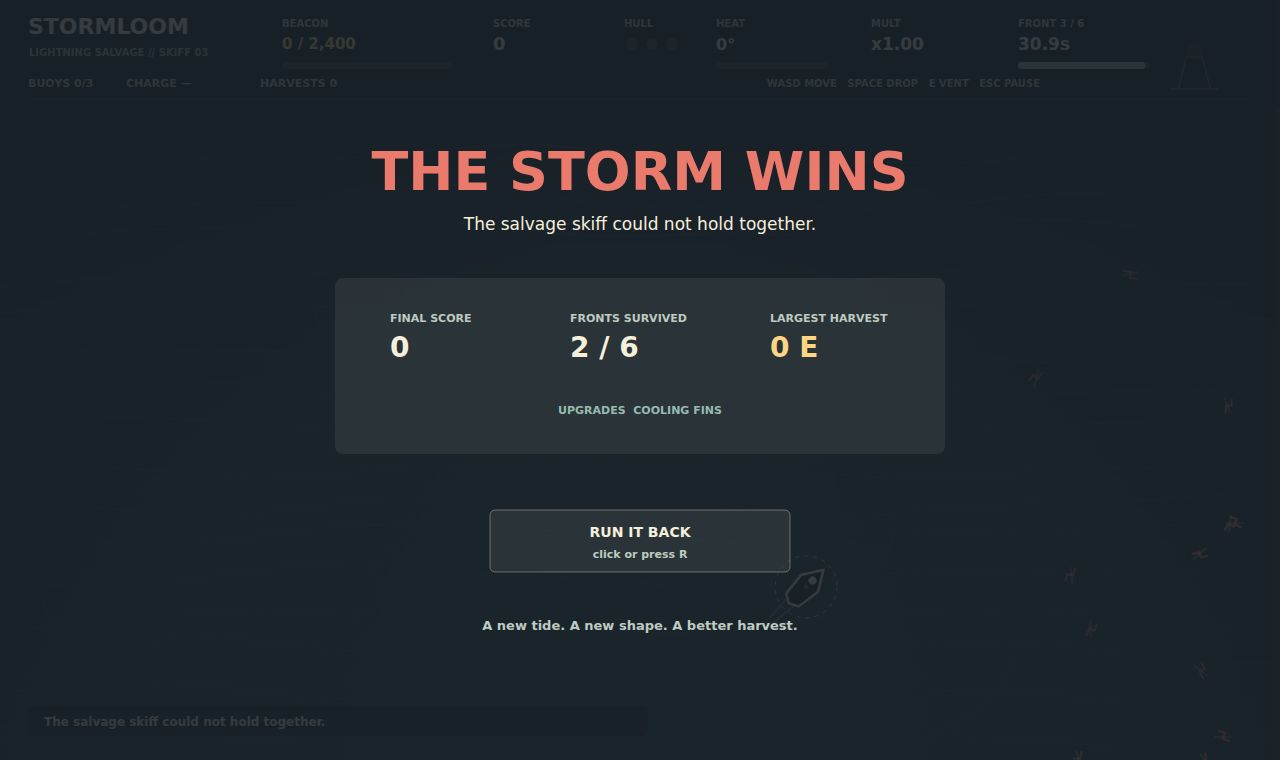 STORMLOOM
LIGHTNING SALVAGE // SKIFF 03
BEACON
0 / 2,400
SCORE
0
HULL
HEAT
0°
MULT
x1.00
FRONT 3 / 6
30.9s
BUOYS 0/3 CHARGE — HARVESTS 0
WASD MOVE SPACE DROP E VENT ESC PAUSE
THE STORM WINS
The salvage skiff could not hold together.
FINAL SCORE
0
FRONTS SURVIVED
2 / 6
LARGEST HARVEST
0 E
UPGRADES COOLING FINS
RUN IT BACK
click or press R
A new tide. A new shape. A better harvest.
The salvage skiff could not hold together.